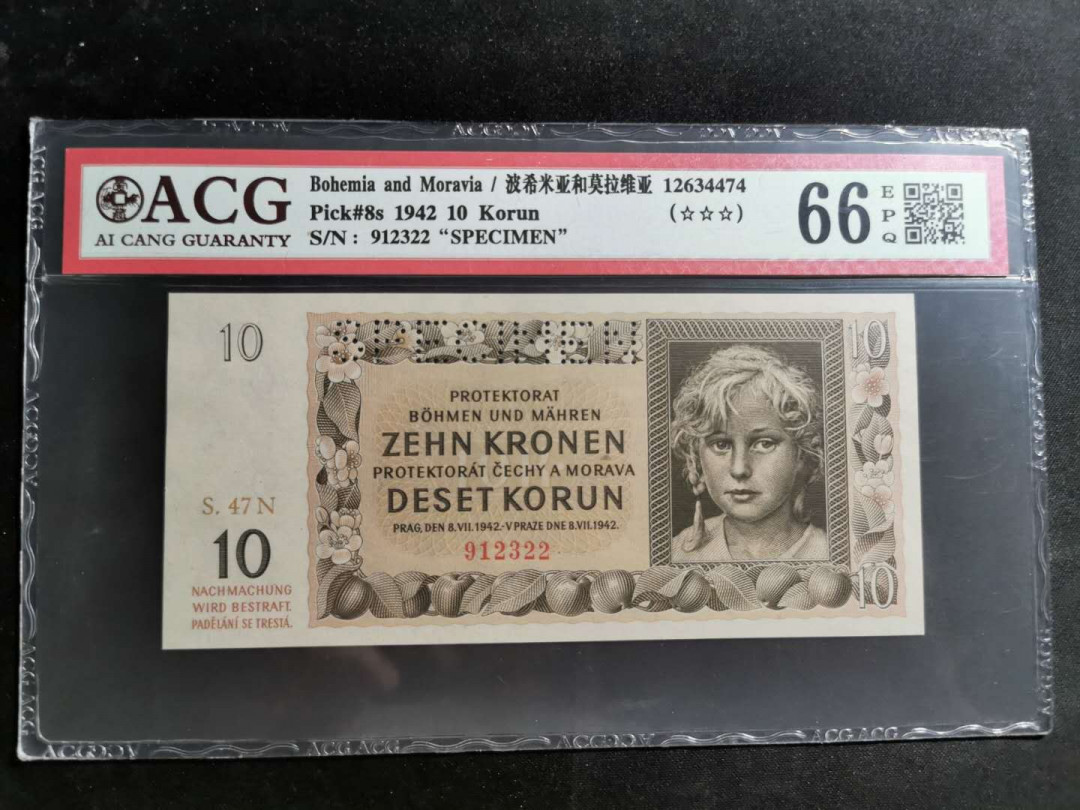 ACG
AI CANG GUARANTY
Bohemia and Moravia / 波希米亚和莫拉维亚 12634474
Pick#8s 1942 10 Korun (☆☆☆)
S/N: 912322 “SPECIMEN”
66
EPQ
10
SPECIMEN
10
PROTEKTORAT
BÖHMEN UND MÄHREN
ZEHN KRONEN
PROTEKTORÁT ČECHY A MORAVA
DESET KORUN
PRAG, DEN 8.VII.1942.-V PRAZE DNE 8.VII.1942.
912322
S. 47 N
10
NACHMACHUNG
WIRD BESTRAFT.
PADĚLÁNÍ SE TRESTÁ.
10